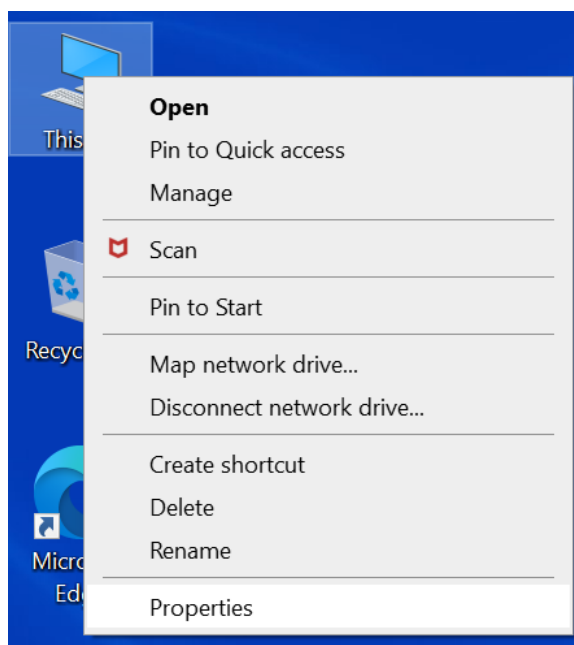 This
Open
Pin to Quick access
Manage
Scan
Pin to Start
Recyc
Map network drive...
Disconnect network drive...
Create shortcut
Delete
Rename
Micro
Ed
Properties